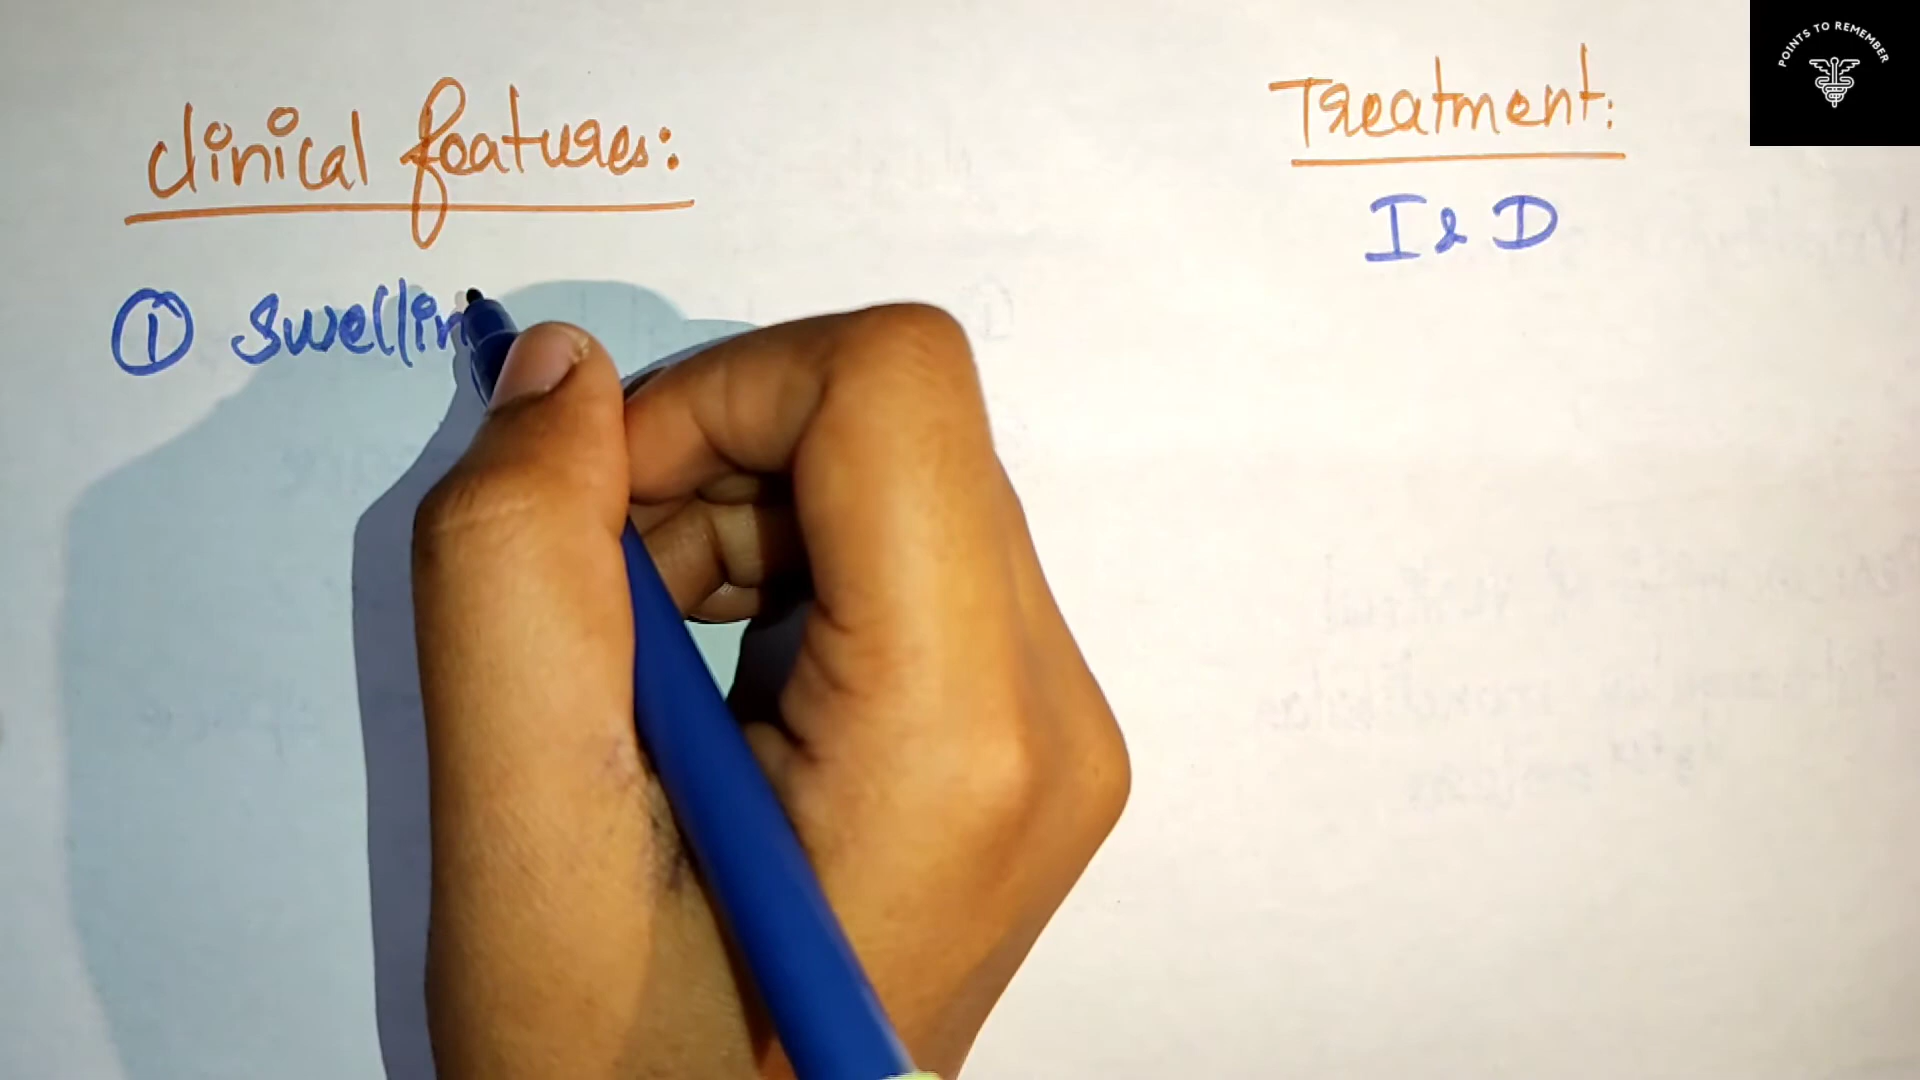 clinical features:
① swellin
Treatment:
I & D
POINTS TO REMEMBER